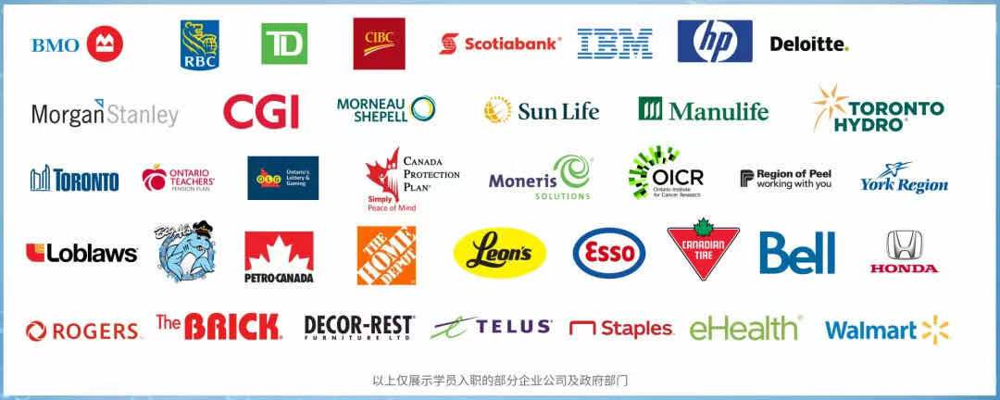 BMO RBC TD CIBC Scotiabank® IBM hp Deloitte.
Morgan Stanley CGI MORNEAU SHEPELL Sun Life Manulife TORONTO HYDRO
TORONTO ONTARIO TEACHERS' PENSION PLAN OLG Ontario's Lottery & Gaming CANADA PROTECTION PLAN® Simply Peace of Mind Moneris SOLUTIONS OICR Ontario Institute for Cancer Research Region of Peel working with you York Region
Loblaws Big Al's PETRO-CANADA THE HOME DEPOT Leon's Esso CANADIAN TIRE Bell HONDA
ROGERS The BRICK DECOR-REST® FURNITURE LTD TELUS® Staples eHealth® Walmart
以上仅展示学员入职的部分企业公司及政府部门